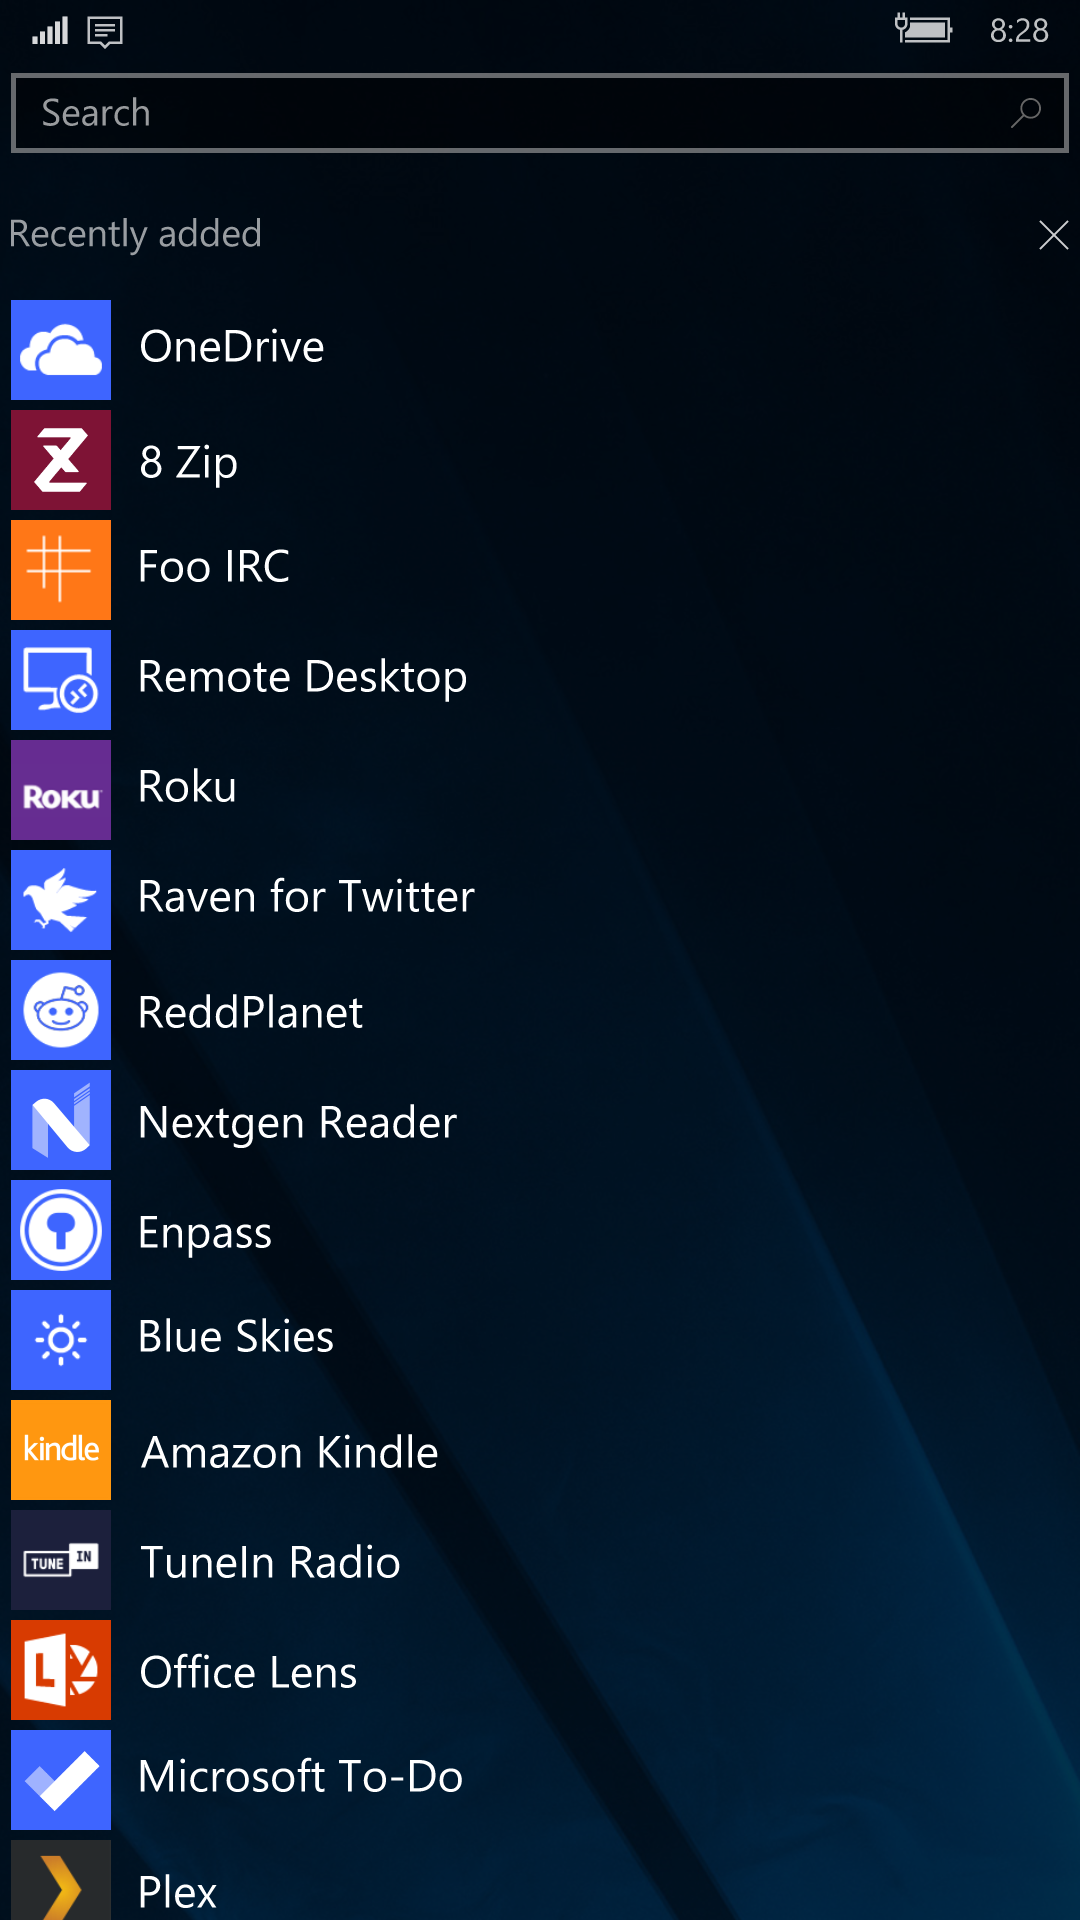 8:28
Search
Recently added
OneDrive
8 Zip
Foo IRC
Remote Desktop
ROKU Roku
Raven for Twitter
ReddPlanet
Nextgen Reader
Enpass
Blue Skies
kindle Amazon Kindle
TUNE IN TuneIn Radio
L Office Lens
Microsoft To-Do
Plex